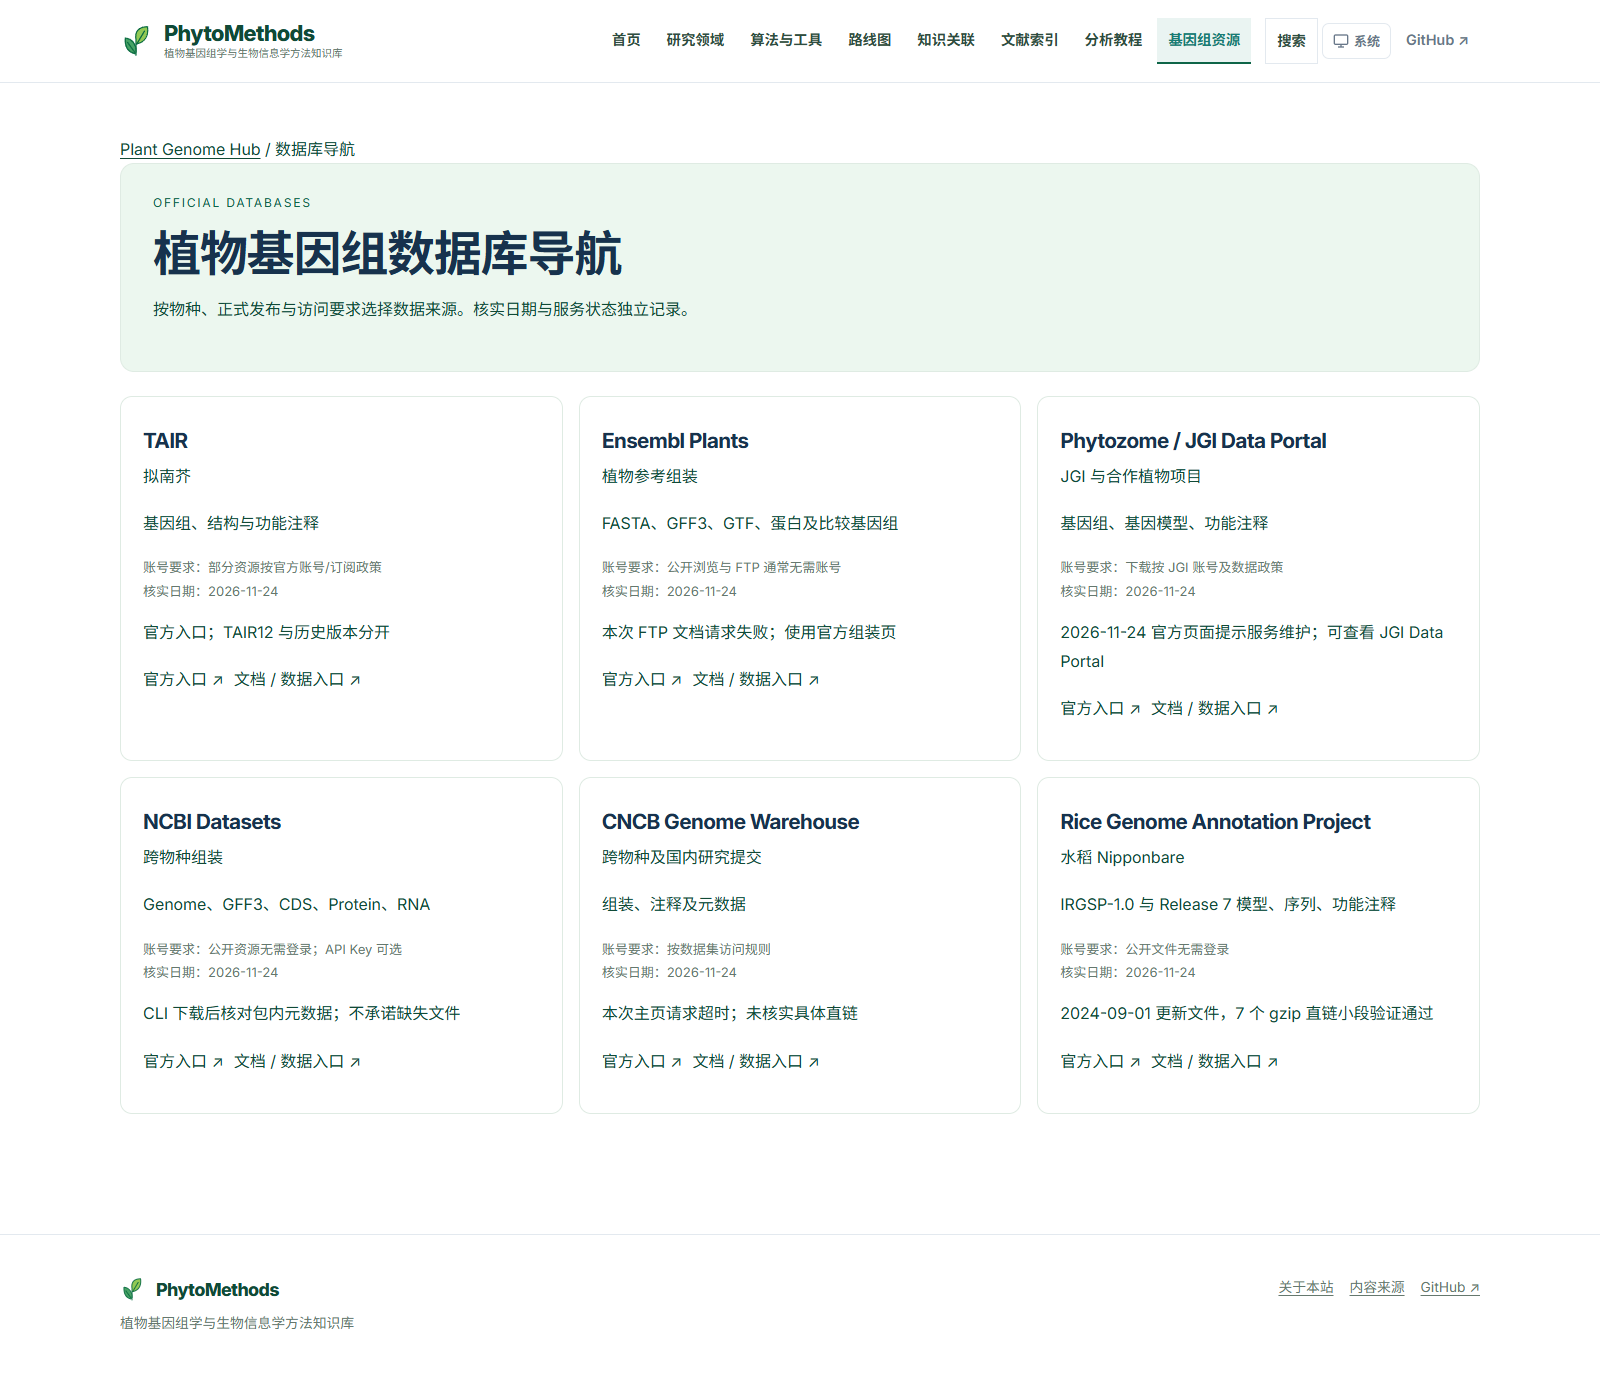 PhytoMethods
植物基因组学与生物信息学方法知识库
首页 研究领域 算法与工具 路线图 知识关联 文献索引 分析教程 基因组资源 搜索 系统 GitHub ↗
Plant Genome Hub / 数据库导航
OFFICIAL DATABASES
植物基因组数据库导航
按物种、正式发布与访问要求选择数据来源。核实日期与服务状态独立记录。
TAIR
拟南芥
基因组、结构与功能注释
账号要求：部分资源按官方账号/订阅政策
核实日期：2026-11-24
官方入口；TAIR12 与历史版本分开
官方入口 ↗ 文档 / 数据入口 ↗
Ensembl Plants
植物参考组装
FASTA、GFF3、GTF、蛋白及比较基因组
账号要求：公开浏览与 FTP 通常无需账号
核实日期：2026-11-24
本次 FTP 文档请求失败；使用官方组装页
官方入口 ↗ 文档 / 数据入口 ↗
Phytozome / JGI Data Portal
JGI 与合作植物项目
基因组、基因模型、功能注释
账号要求：下载按 JGI 账号及数据政策
核实日期：2026-11-24
2026-11-24 官方页面提示服务维护；可查看 JGI Data
Portal
官方入口 ↗ 文档 / 数据入口 ↗
NCBI Datasets
跨物种组装
Genome、GFF3、CDS、Protein、RNA
账号要求：公开资源无需登录；API Key 可选
核实日期：2026-11-24
CLI 下载后核对包内元数据；不承诺缺失文件
官方入口 ↗ 文档 / 数据入口 ↗
CNCB Genome Warehouse
跨物种及国内研究提交
组装、注释及元数据
账号要求：按数据集访问规则
核实日期：2026-11-24
本次主页请求超时；未核实具体直链
官方入口 ↗ 文档 / 数据入口 ↗
Rice Genome Annotation Project
水稻 Nipponbare
IRGSP-1.0 与 Release 7 模型、序列、功能注释
账号要求：公开文件无需登录
核实日期：2026-11-24
2024-09-01 更新文件，7 个 gzip 直链小段验证通过
官方入口 ↗ 文档 / 数据入口 ↗
PhytoMethods
植物基因组学与生物信息学方法知识库
关于本站 内容来源 GitHub ↗